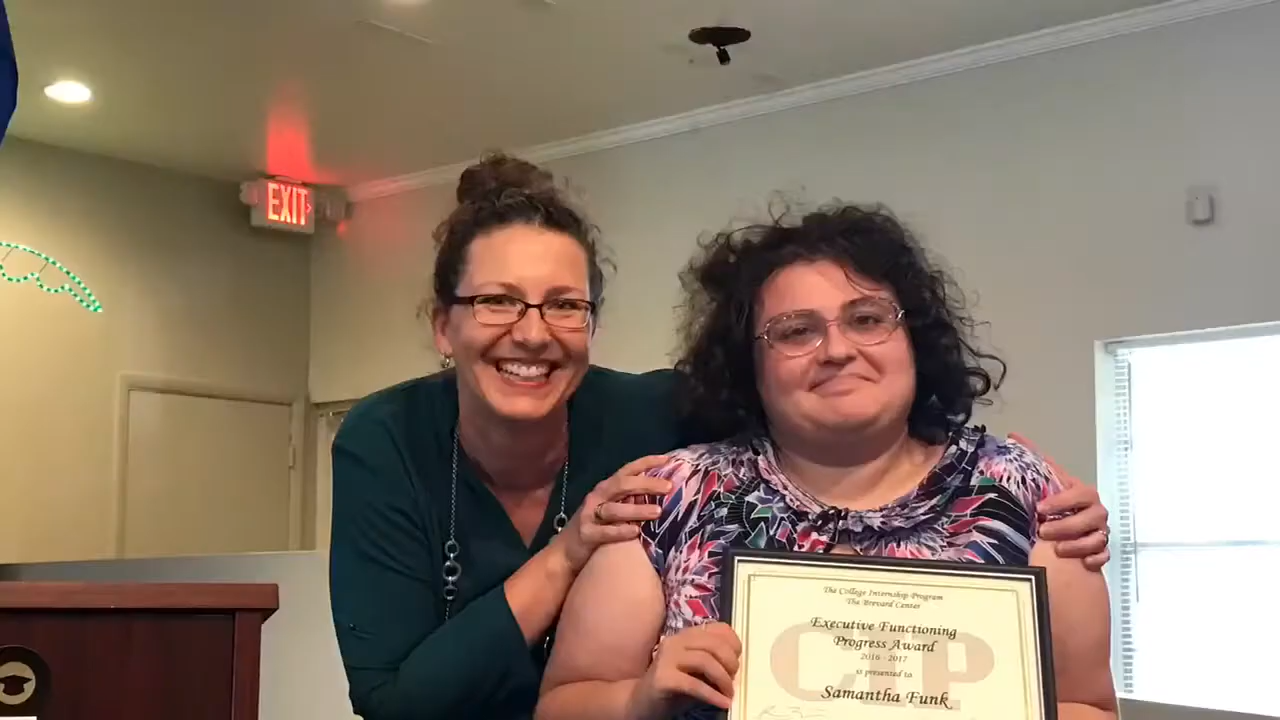 EXIT
The College Internship Program
The Brevard Center
Executive Functioning
Progress Award
2016 - 2017
is presented to
Samantha Funk
CIP